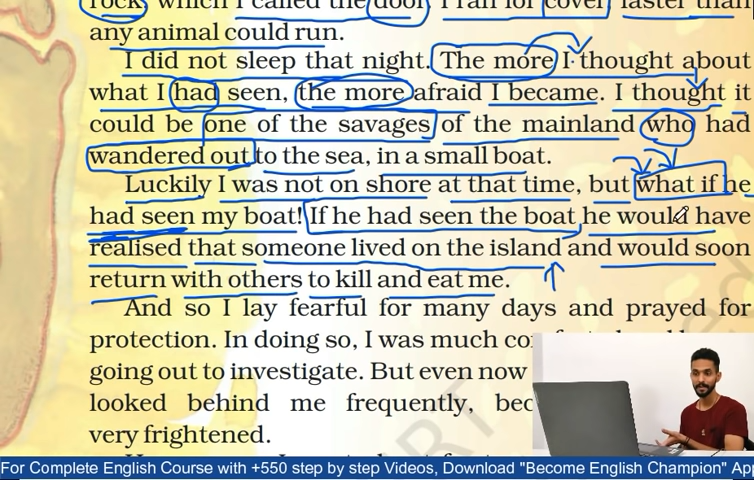 rock, which I called the door. I ran for cover, faster than
any animal could run.
I did not sleep that night. The more I thought about
what I had seen, the more afraid I became. I thought it
could be one of the savages of the mainland who had
wandered out to the sea, in a small boat.
Luckily I was not on shore at that time, but what if he
had seen my boat! If he had seen the boat he would have
realised that someone lived on the island and would soon
return with others to kill and eat me.
And so I lay fearful for many days and prayed for
protection. In doing so, I was much
going out to investigate. But even now
looked behind me frequently,
very frightened.
For Complete English Course with +550 step by step Videos, Download "Become English Champion" Ap